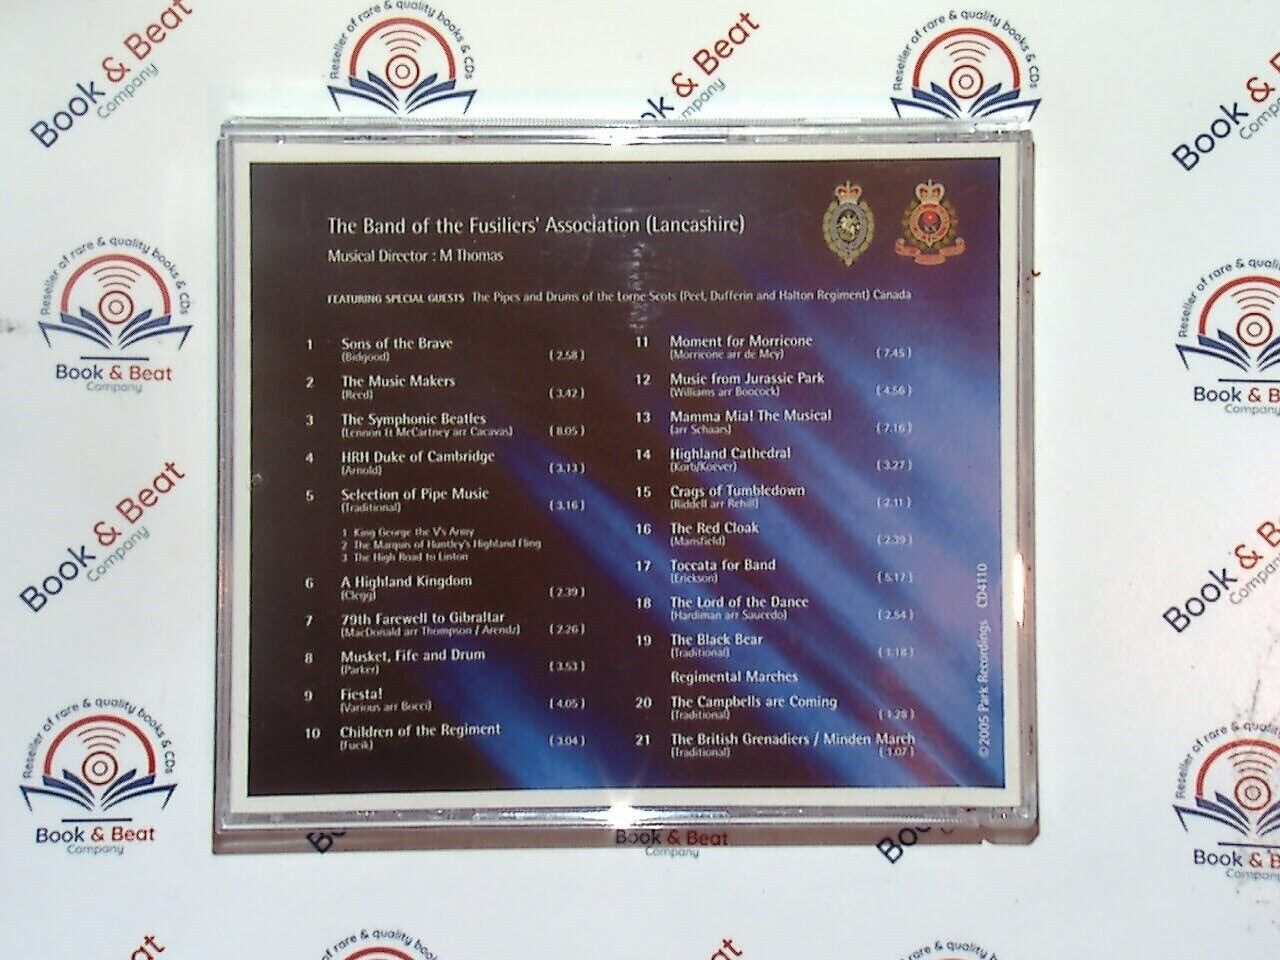 The Band of the Fusiliers' Association (Lancashire)
Musical Director : M Thomas
FEATURING SPECIAL GUESTS The Pipes and Drums of the Lorne Scots (Peel, Dufferin and Halton Regiment) Canada
1 Sons of the Brave
(Bidgood) (2.58)
2 The Music Makers
(Reed) (3.42)
3 The Symphonic Beatles
(Lennon & McCartney arr Cacavas) (8.05)
4 HRH Duke of Cambridge
(Arnold) (3.13)
5 Selection of Pipe Music
(Traditional) (3.16)
1 King George the V's Army
2 The Marquis of Huntley's Highland Fling
3 The High Road to Linton
6 A Highland Kingdom
(Clegg) (2.39)
7 79th Farewell to Gibraltar
(MacDonald arr Thompson / Arendz) (2.26)
8 Musket, Fife and Drum
(Parker) (3.53)
9 Fiesta!
(Various arr Bocci) (4.05)
10 Children of the Regiment
(Fucik) (3.04)
11 Moment for Morricone
(Morricone arr de Mey) (7.45)
12 Music from Jurassic Park
(Williams arr Boocock) (4.56)
13 Mamma Mia! The Musical
(arr Schaars) (7.16)
14 Highland Cathedral
(Korb/Roever) (3.27)
15 Crags of Tumbledown
(Riddell arr Rehill) (2.11)
16 The Red Cloak
(Mansfield) (2.39)
17 Toccata for Band
(Erickson) (5.17)
18 The Lord of the Dance
(Hardiman arr Saucedo) (2.54)
19 The Black Bear
(Traditional) (1.18)
Regimental Marches
20 The Campbells are Coming
(Traditional) (1.28)
21 The British Grenadiers / Minden March
(Traditional) (1.07)
©2005 Park Recordings CD4110
Reseller of rare & quality books & CDs
Book & Beat
Company